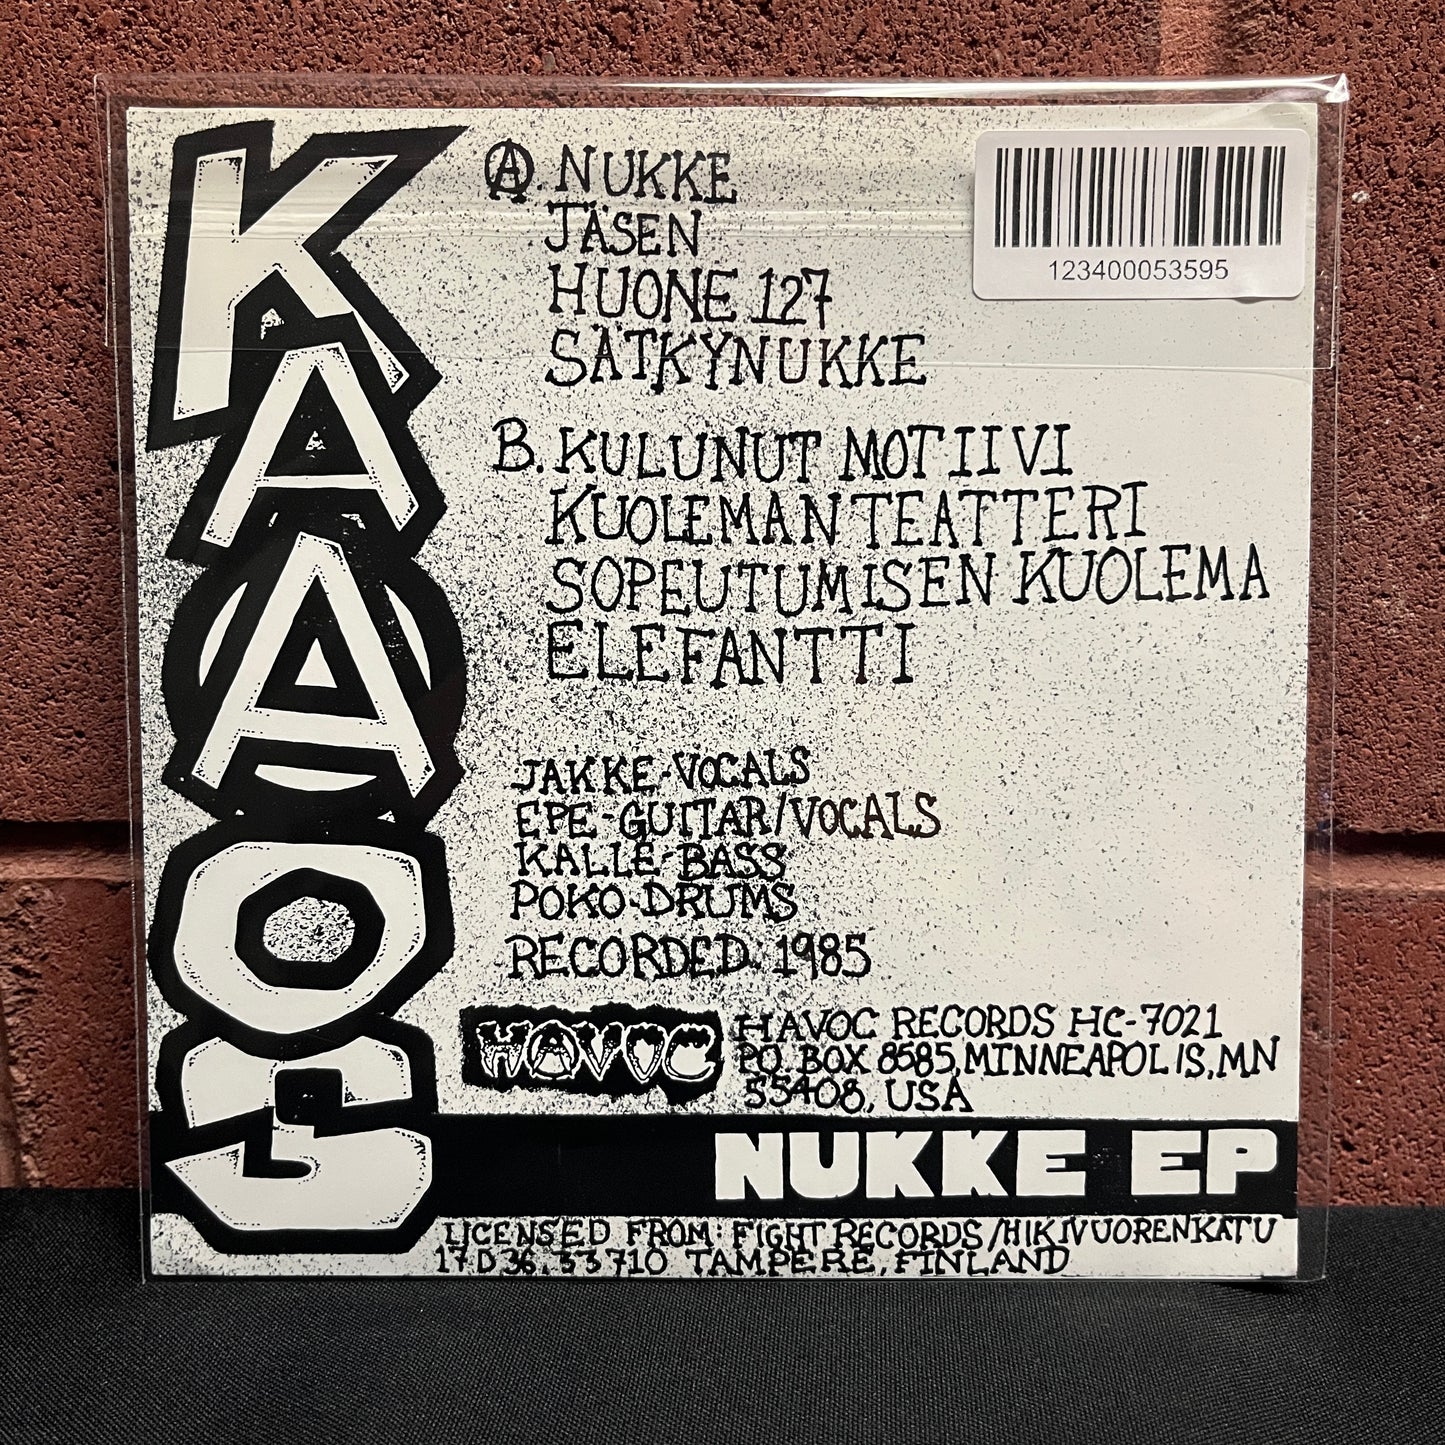 KAAOS
Ⓐ. NUKKE
JÄSEN
HUONE 127
SÄTKYNUKKE
B. KULUNUT MOTIIVI
KUOLEMAN TEATTERI
SOPEUTUMISEN KUOLEMA
ELEFANTTI
123400053595
JAKKE-VOCALS
EPE-GUITAR/VOCALS
KALLE-BASS
POKO-DRUMS
RECORDED: 1985
HAVOC
HAVOC RECORDS HC-7021
P.O. BOX 8585, MINNEAPOLIS, MN
55408, USA
NUKKE EP
LICENSED FROM: FIGHT RECORDS/HIKIVUORENKATU
17 D 36, 33710 TAMPERE, FINLAND